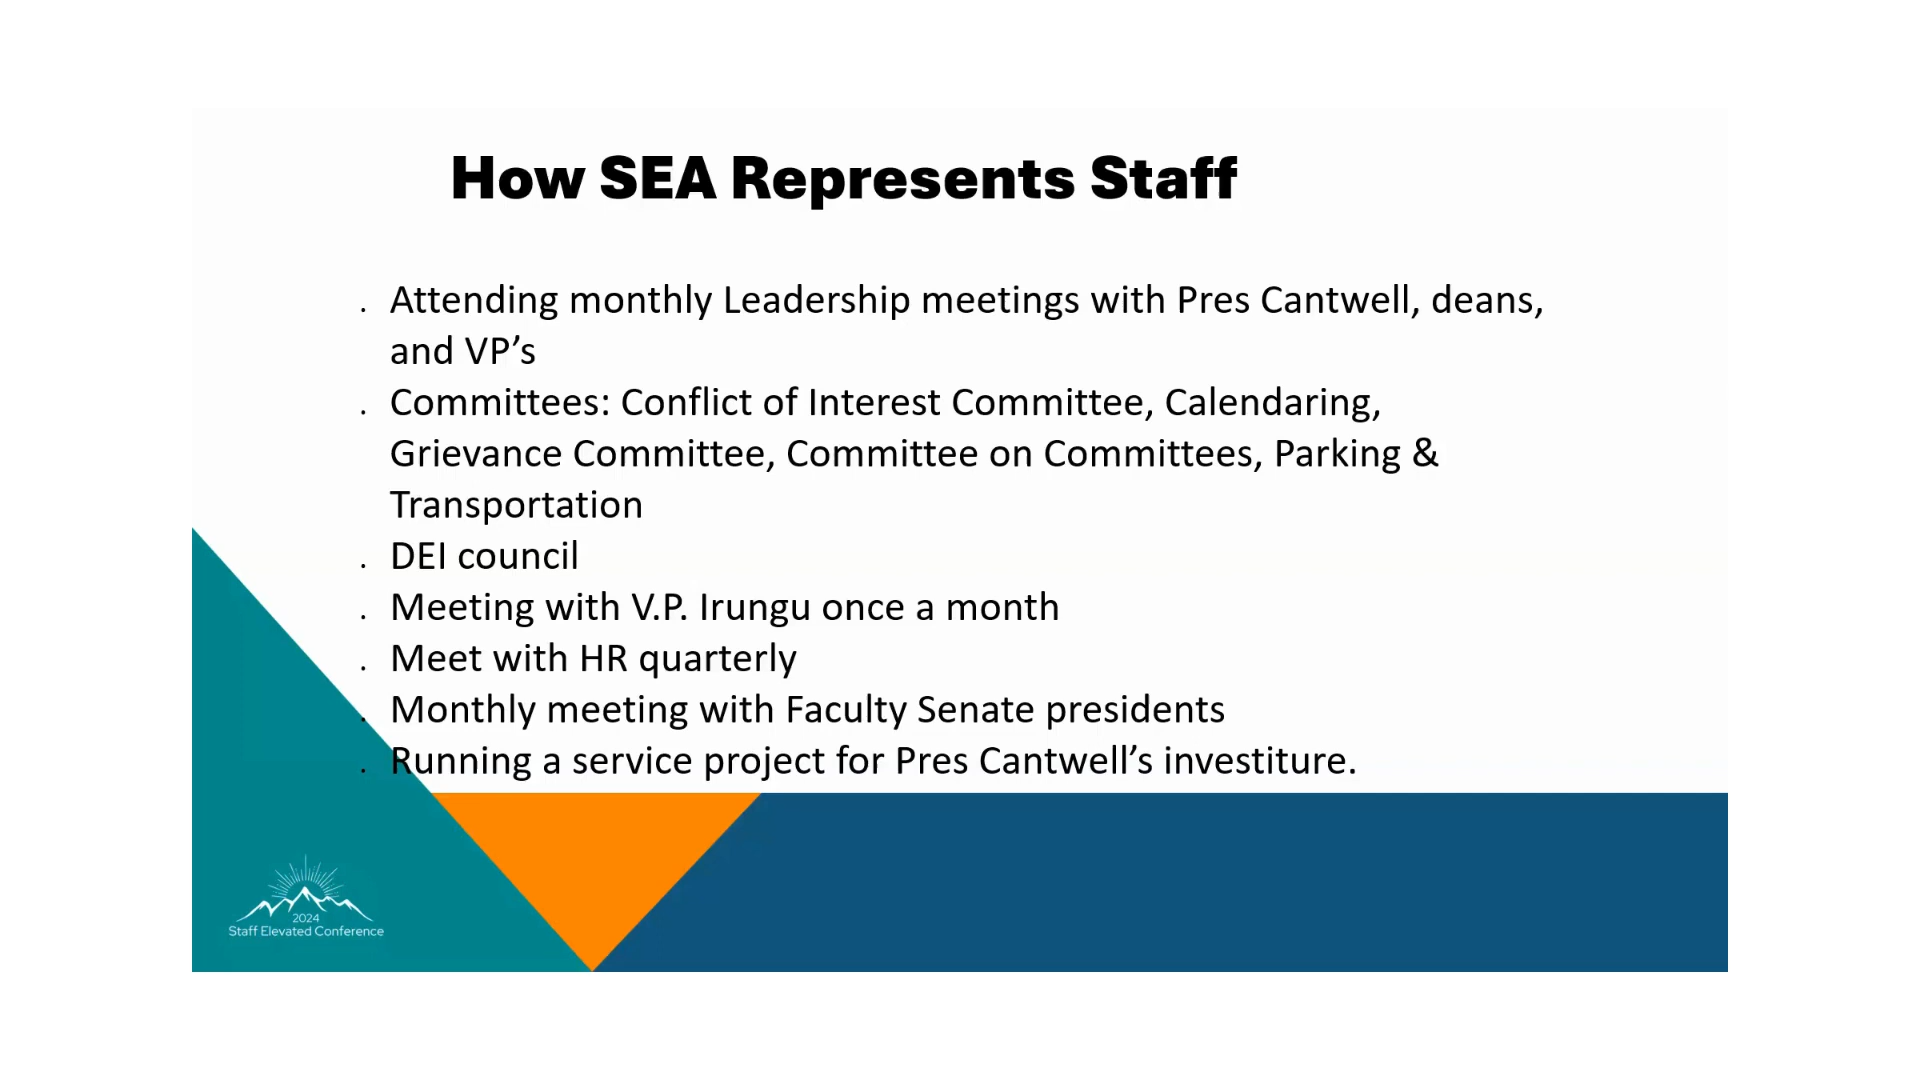 How SEA Represents Staff
. Attending monthly Leadership meetings with Pres Cantwell, deans,
and VP’s
. Committees: Conflict of Interest Committee, Calendaring,
Grievance Committee, Committee on Committees, Parking &
Transportation
. DEI council
. Meeting with V.P. Irungu once a month
. Meet with HR quarterly
. Monthly meeting with Faculty Senate presidents
. Running a service project for Pres Cantwell’s investiture.
2024
Staff Elevated Conference